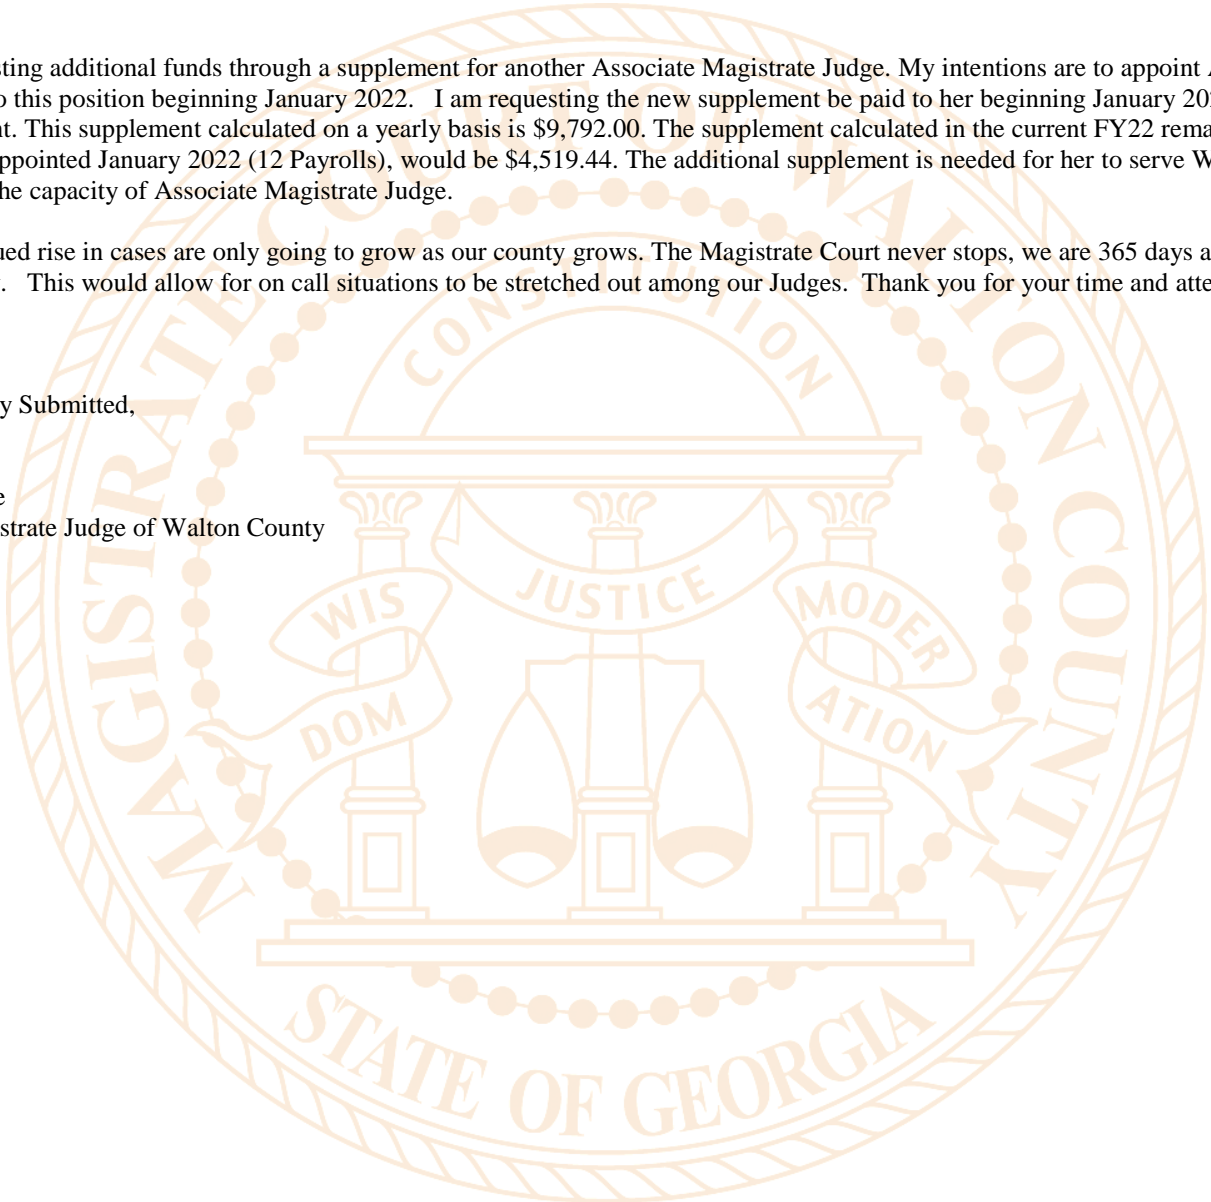 sting additional funds through a supplement for another Associate Magistrate Judge. My intentions are to appoint
o this position beginning January 2022.   I am requesting the new supplement be paid to her beginning January 20
nt. This supplement calculated on a yearly basis is $9,792.00. The supplement calculated in the current FY22 rema
ppointed January 2022 (12 Payrolls), would be $4,519.44. The additional supplement is needed for her to serve W
he capacity of Associate Magistrate Judge.
ued rise in cases are only going to grow as our county grows. The Magistrate Court never stops, we are 365 days a
.   This would allow for on call situations to be stretched out among our Judges.  Thank you for your time and atte
y Submitted,
e
strate Judge of Walton County
MAGISTRATE COURT OF WALTON COUNTY
CONSTITUTION
WIS
DOM
JUSTICE
MODER
ATION
STATE OF GEORGIA